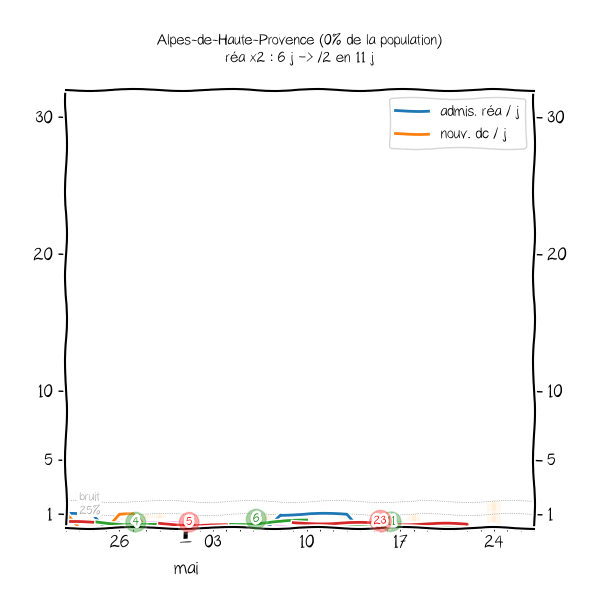 Alpes-de-Haute-Provence (0% de la population)
réa x2 : 6 j -> /2 en 11 j
admis. réa / j
nouv. dc / j
30 30
20 20
10 10
5 5
bruit
25%
1 1
4 5 6 23 1
26 03 10 17 24
mai